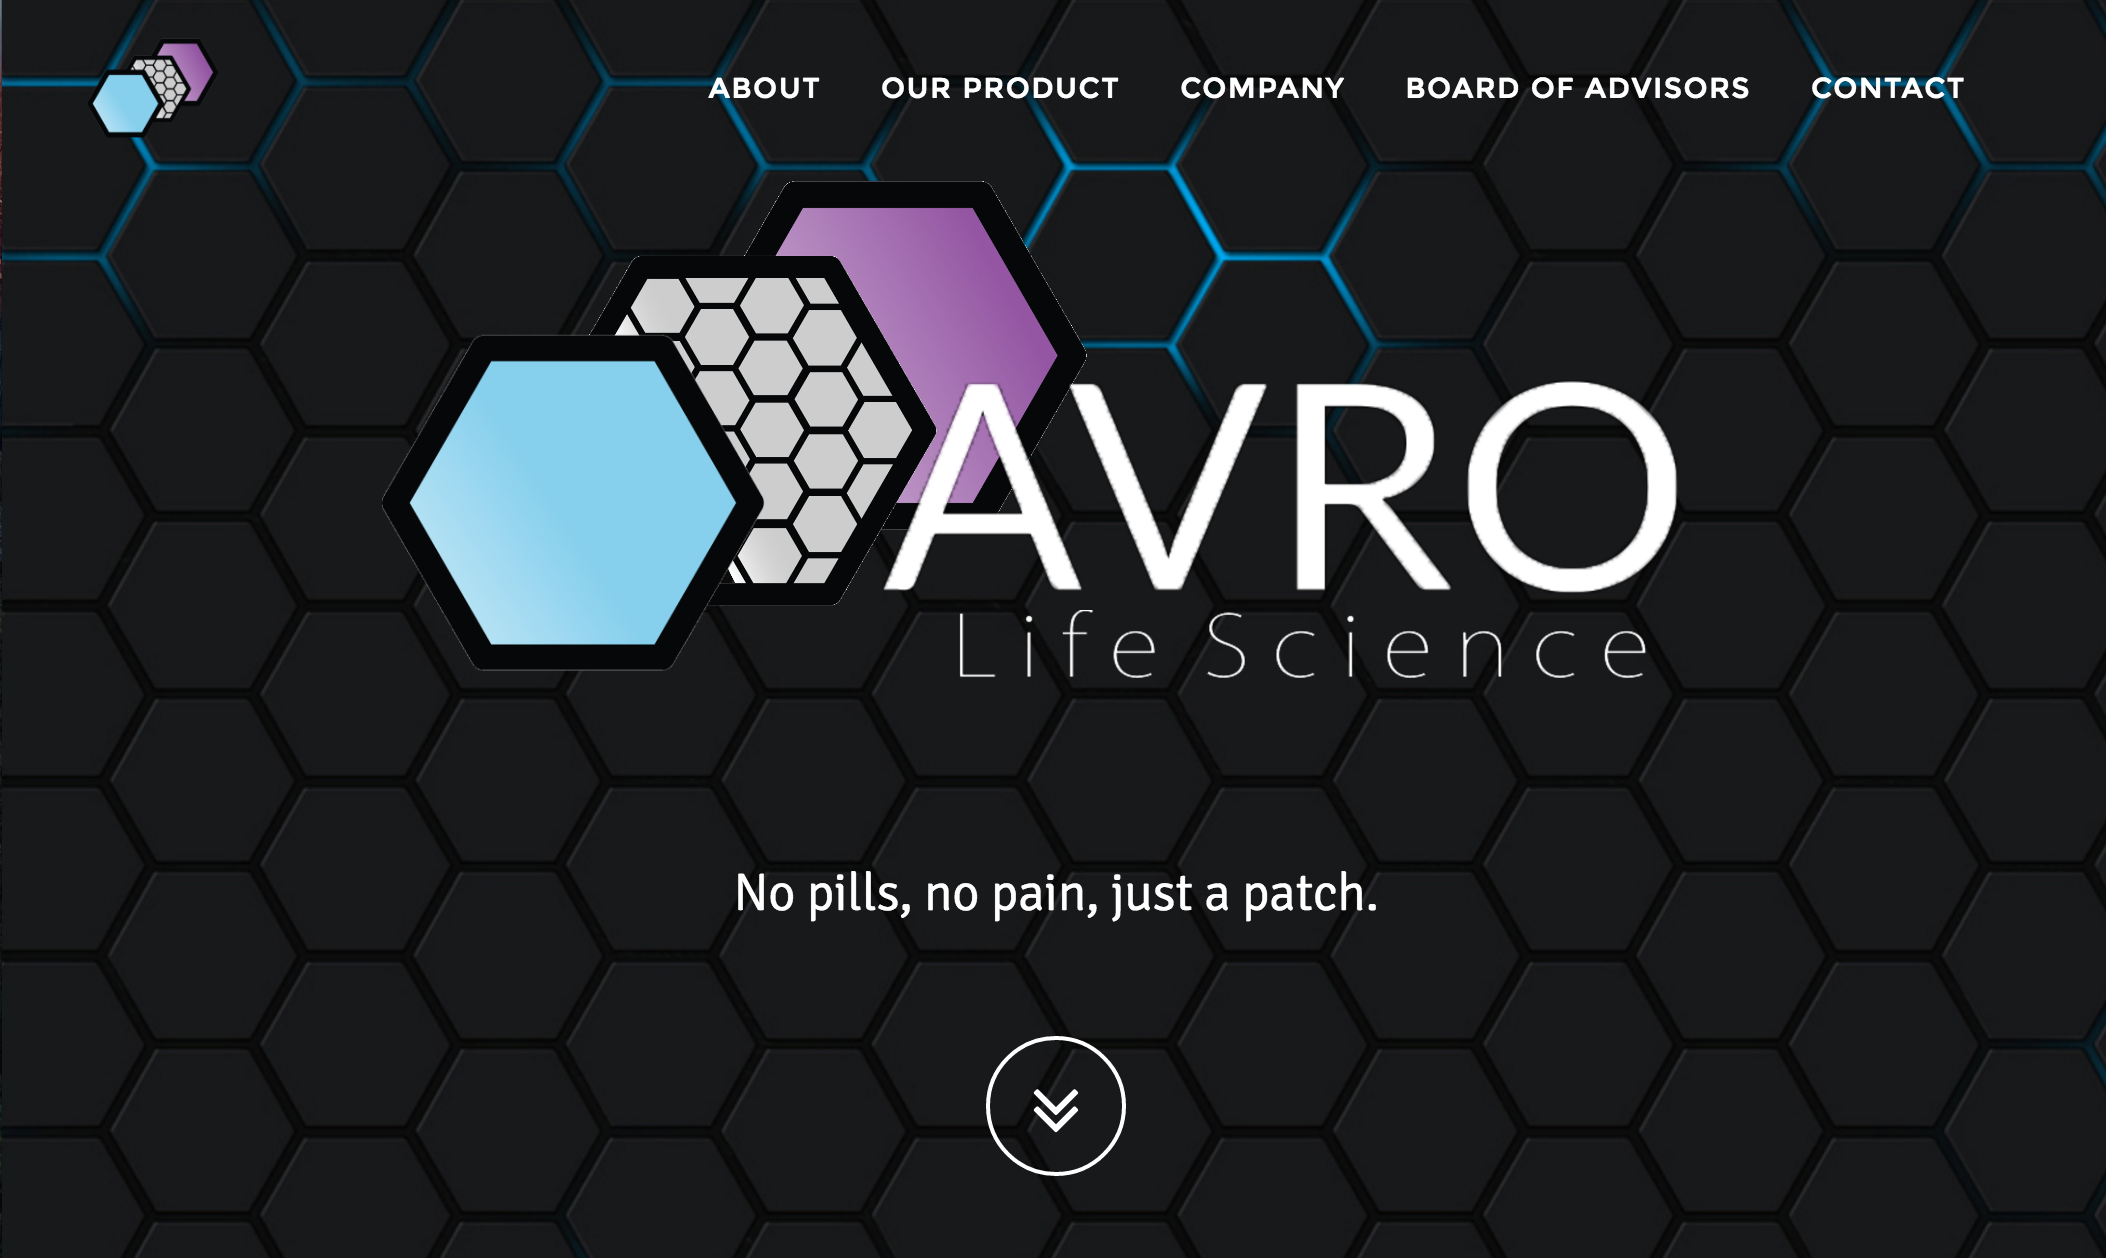 ABOUT OUR PRODUCT COMPANY BOARD OF ADVISORS CONTACT
AVRO
Life Science
No pills, no pain, just a patch.